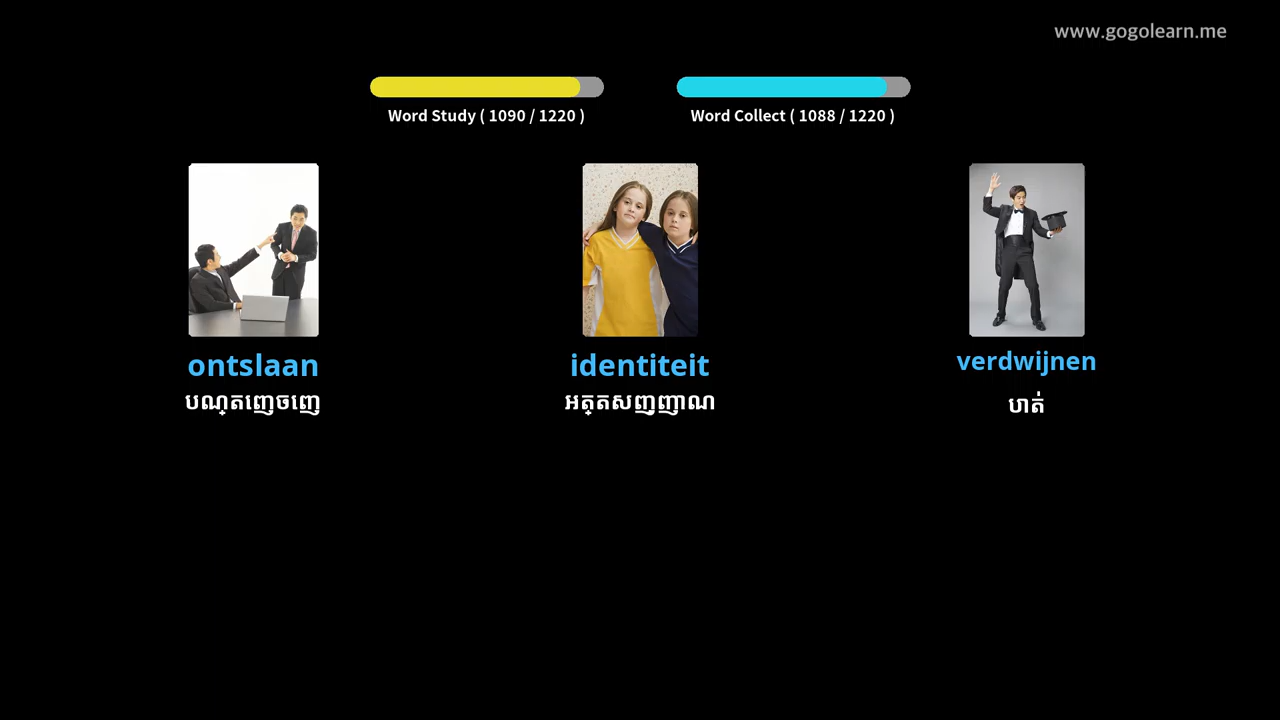 www.gogolearn.me
Word Study ( 1090 / 1220 )
Word Collect ( 1088 / 1220 )
ontslaan
identiteit
verdwijnen
បណ្តេញចេញ
អត្តសញ្ញាណ
បាត់